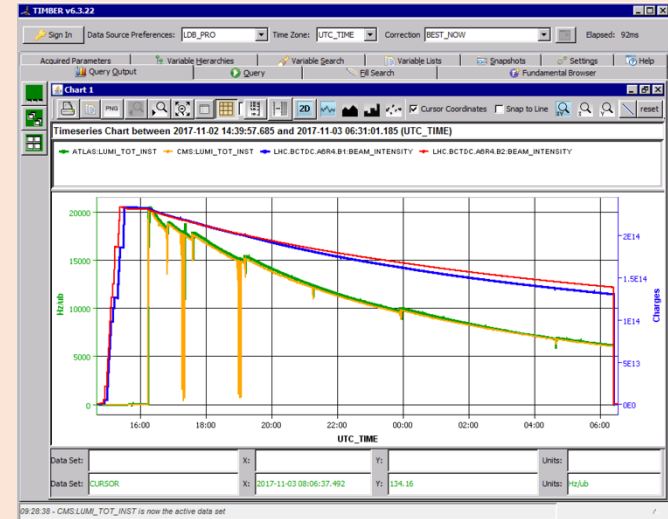 TIMBER v6.3.22
Sign In Data Source Preferences: LDB_PRO Time Zone: UTC_TIME Correction BEST_NOW Elapsed: 92ms
Acquired Parameters Variable Hierarchies Variable Search Variable Lists Snapshots Settings Help
Query Output Query Fill Search Fundamental Browser
Chart 1
PNG 2D Cursor Coordinates Snap to Line XY X Y reset
Timeseries Chart between 2017-11-02 14:39:57.685 and 2017-11-03 06:31:01.185 (UTC_TIME)
ATLAS:LUMI_TOT_INST CMS:LUMI_TOT_INST LHC.BCTDC.A6R4.B1:BEAM_INTENSITY LHC.BCTDC.A6R4.B2:BEAM_INTENSITY
20000
2E14
15000
1.5E14
Hz/ub
Charges
10000
1E14
5000
5E13
0
0E0
16:00 18:00 20:00 22:00 00:00 02:00 04:00 06:00
UTC_TIME
Data Set: X: Y: Units:
Data Set: CURSOR X: 2017-11-03 08:06:37.492 Y: 134.16 Units: Hz/ub
09:28:38 - CMS:LUMI_TOT_INST is now the active data set